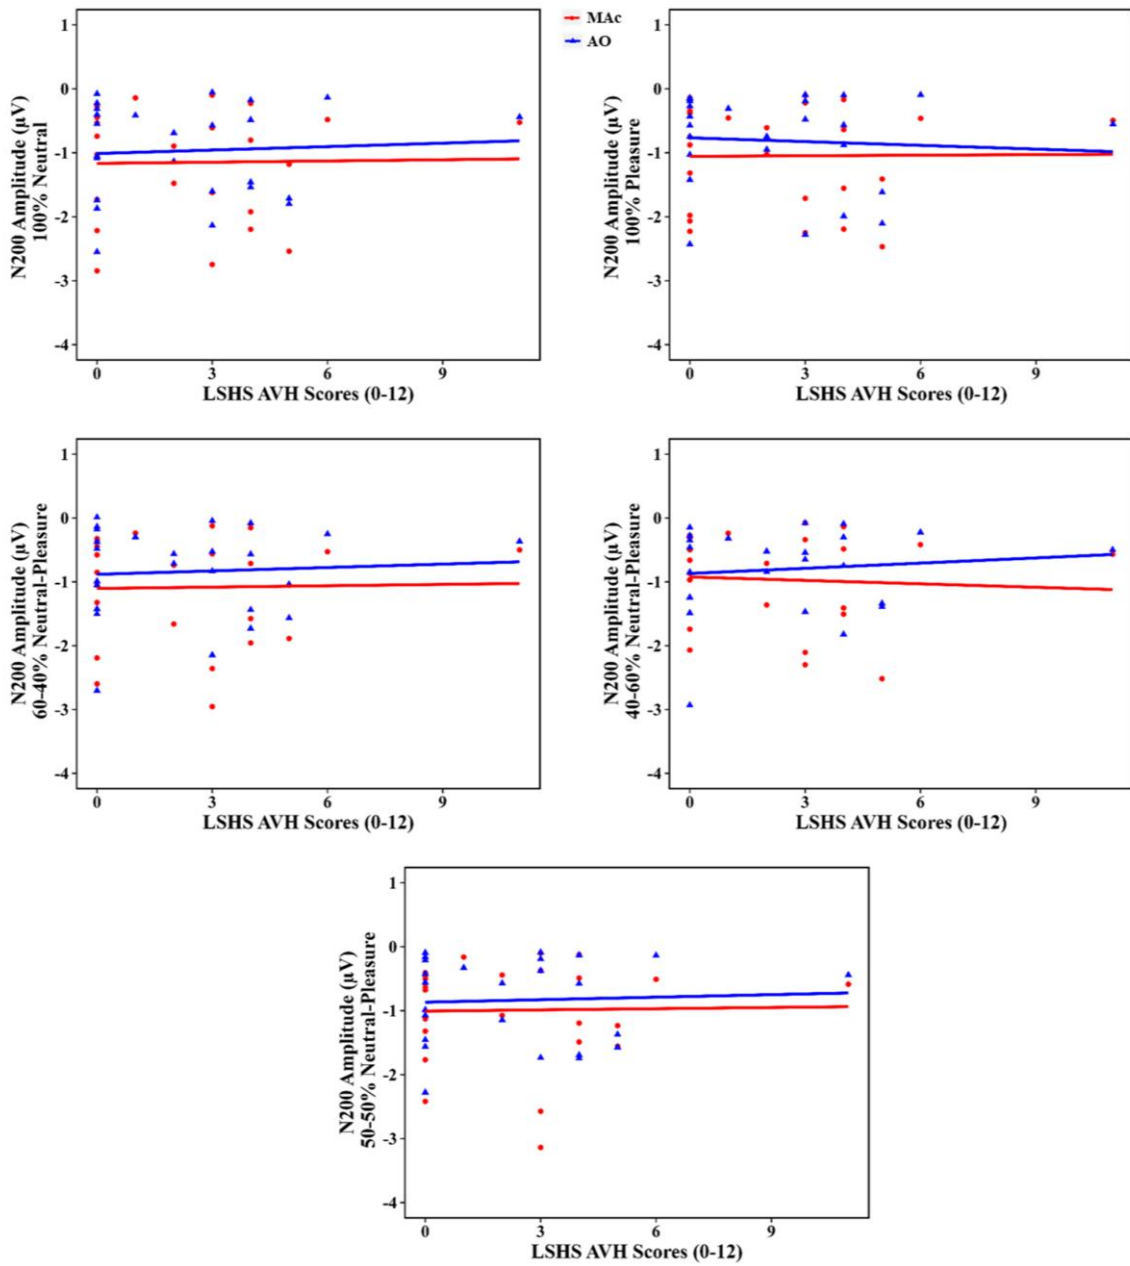 MAc
AO
1
0
-1
-2
-3
-4
N200 Amplitude (µV)
100% Neutral
0 3 6 9
LSHS AVH Scores (0-12)
1
0
-1
-2
-3
-4
N200 Amplitude (µV)
100% Pleasure
0 3 6 9
LSHS AVH Scores (0-12)
1
0
-1
-2
-3
-4
N200 Amplitude (µV)
60-40% Neutral-Pleasure
0 3 6 9
LSHS AVH Scores (0-12)
1
0
-1
-2
-3
-4
N200 Amplitude (µV)
40-60% Neutral-Pleasure
0 3 6 9
LSHS AVH Scores (0-12)
1
0
-1
-2
-3
-4
N200 Amplitude (µV)
50-50% Neutral-Pleasure
0 3 6 9
LSHS AVH Scores (0-12)